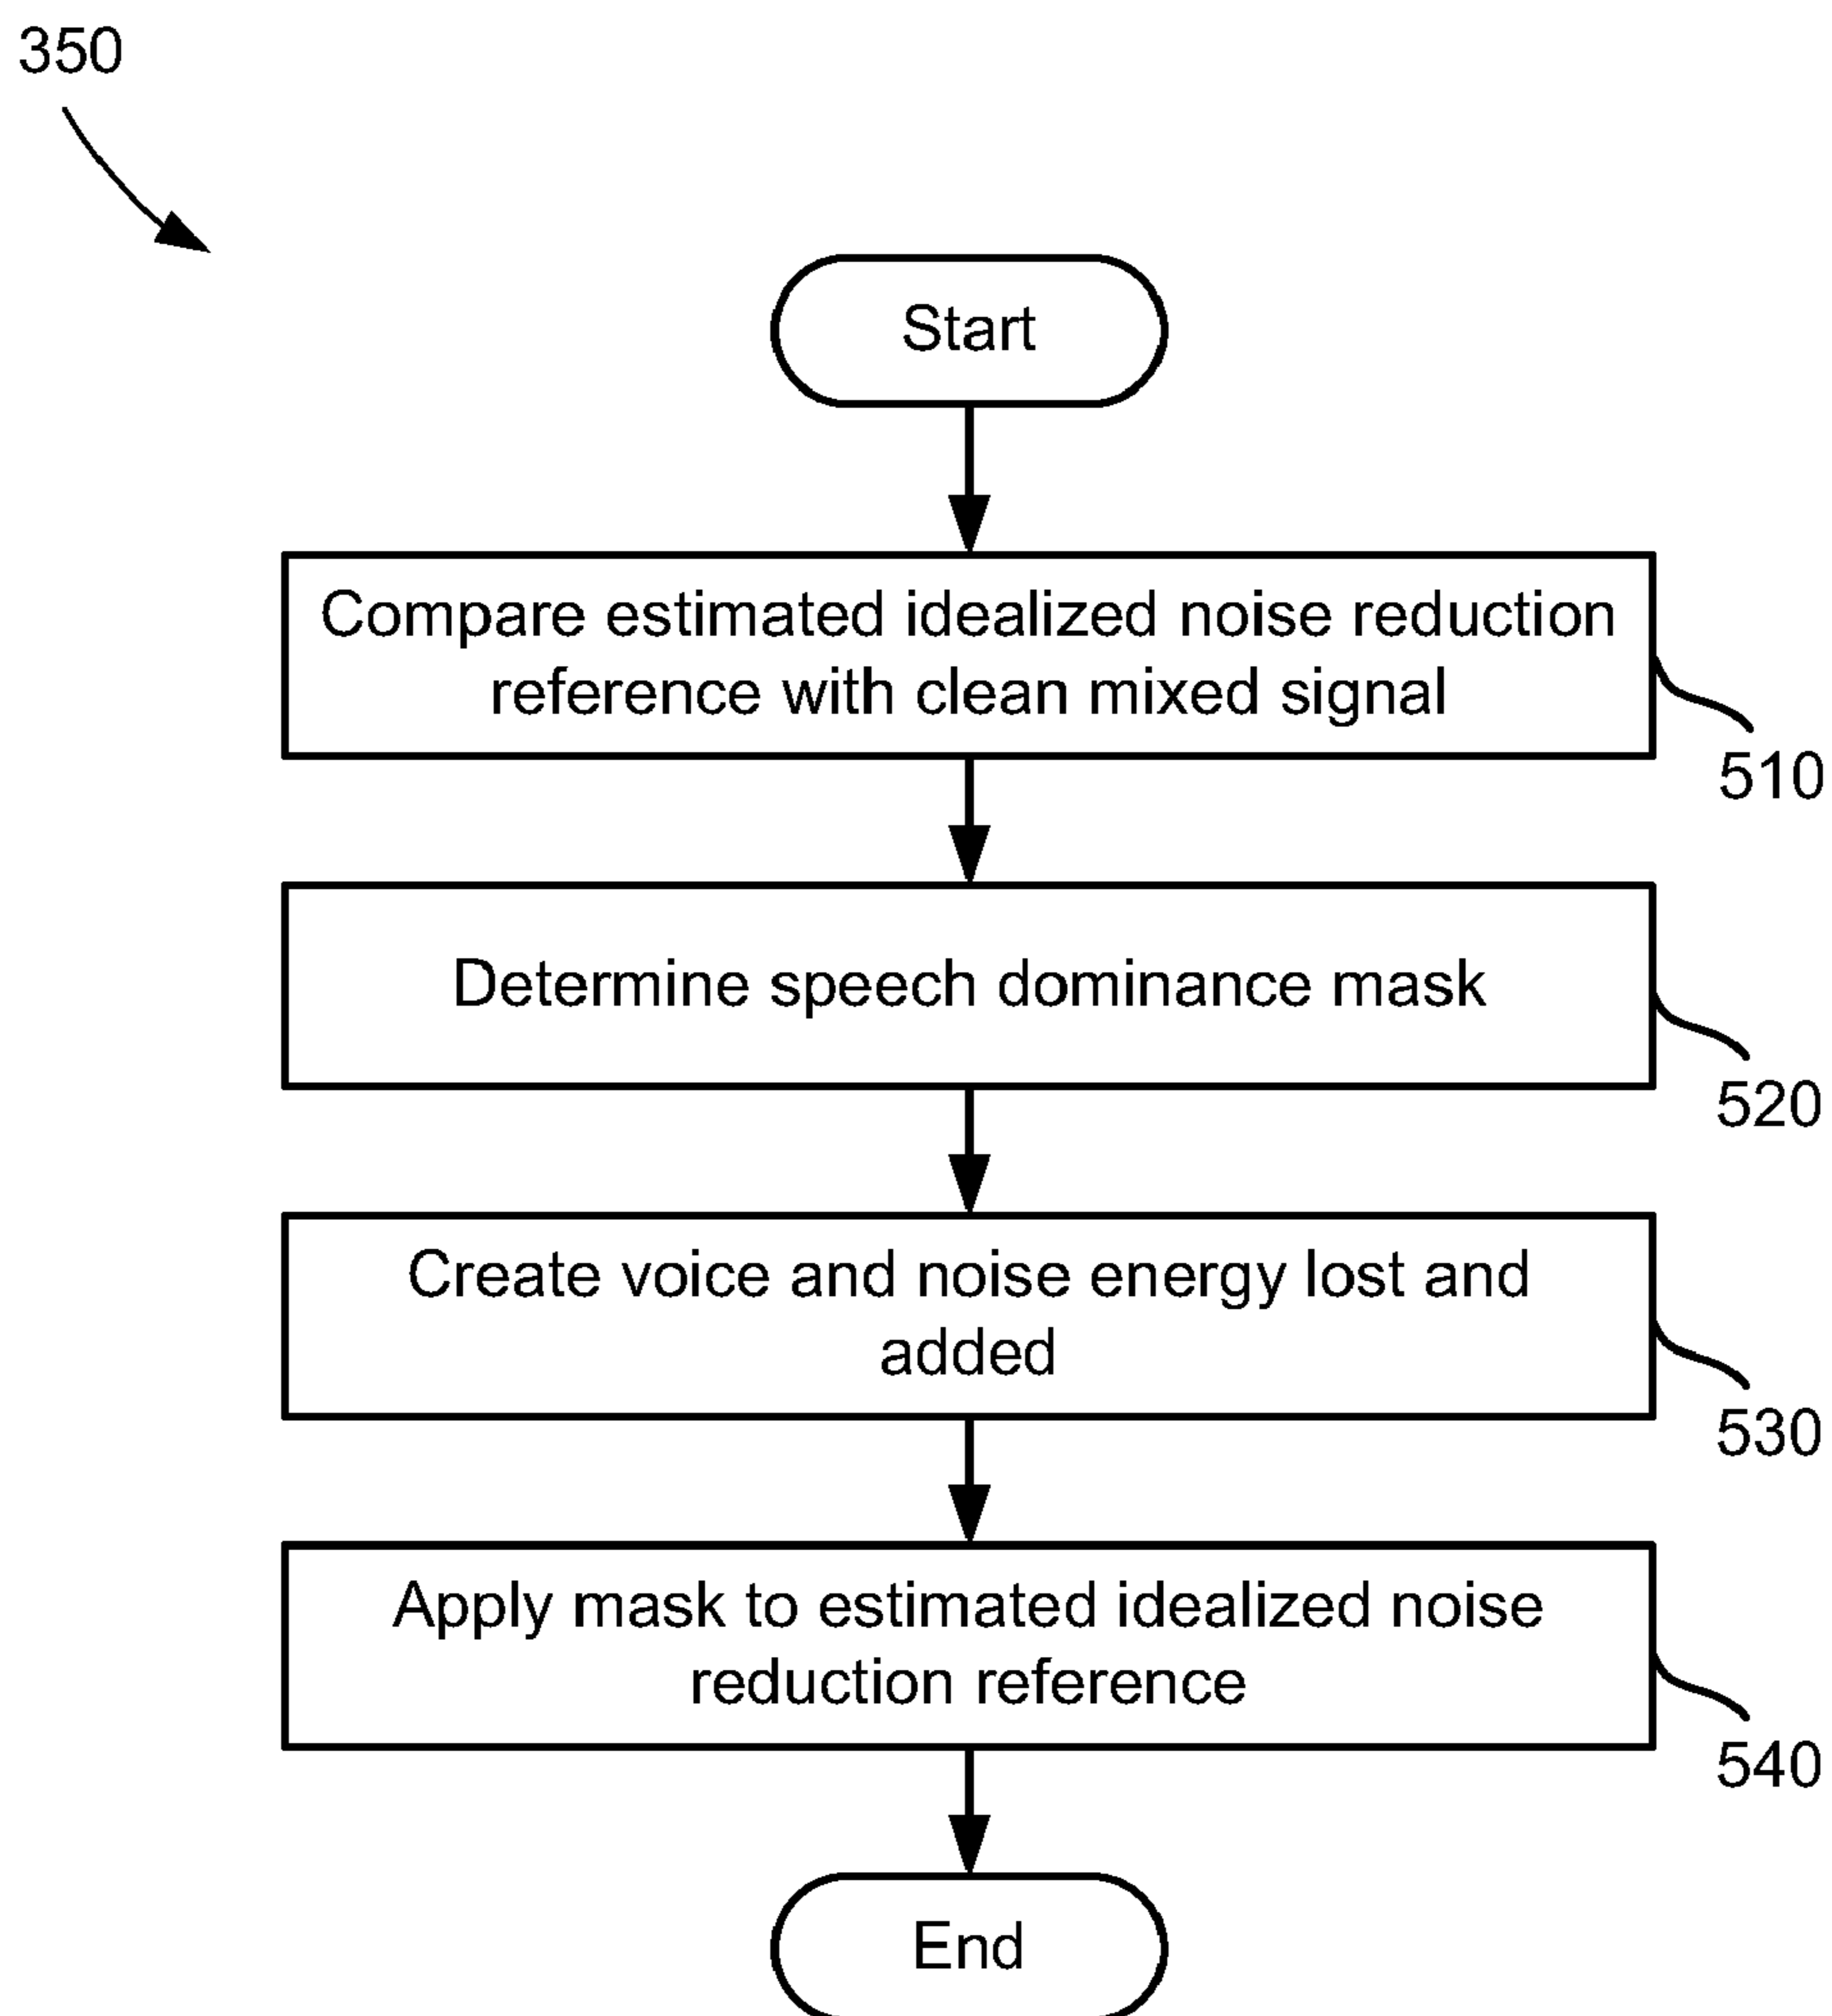 350
Start
Compare estimated idealized noise reduction
reference with clean mixed signal
510
Determine speech dominance mask
520
Create voice and noise energy lost and
added
530
Apply mask to estimated idealized noise
reduction reference
540
End